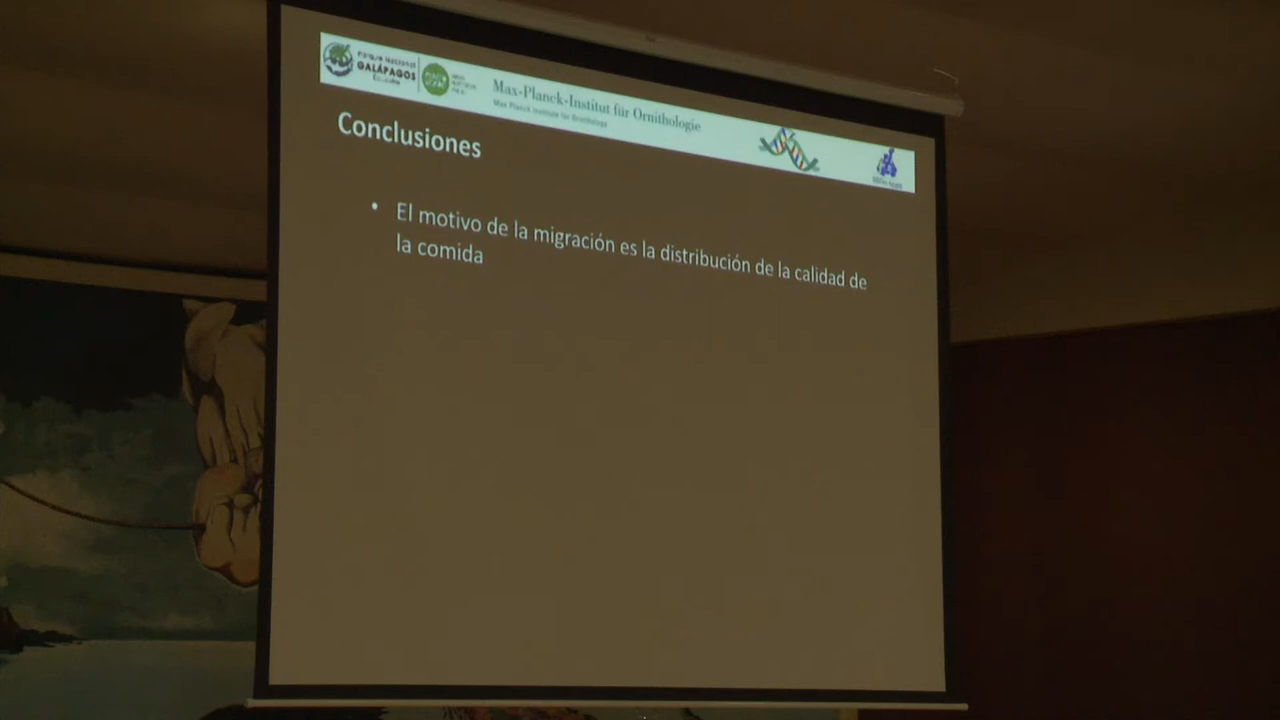 Parque Nacional
GALÁPAGOS
Ecuador
Max-Planck-Institut für Ornithologie
Max Planck Institute for Ornithology
Conclusiones
• El motivo de la migración es la distribución de la calidad de
la comida